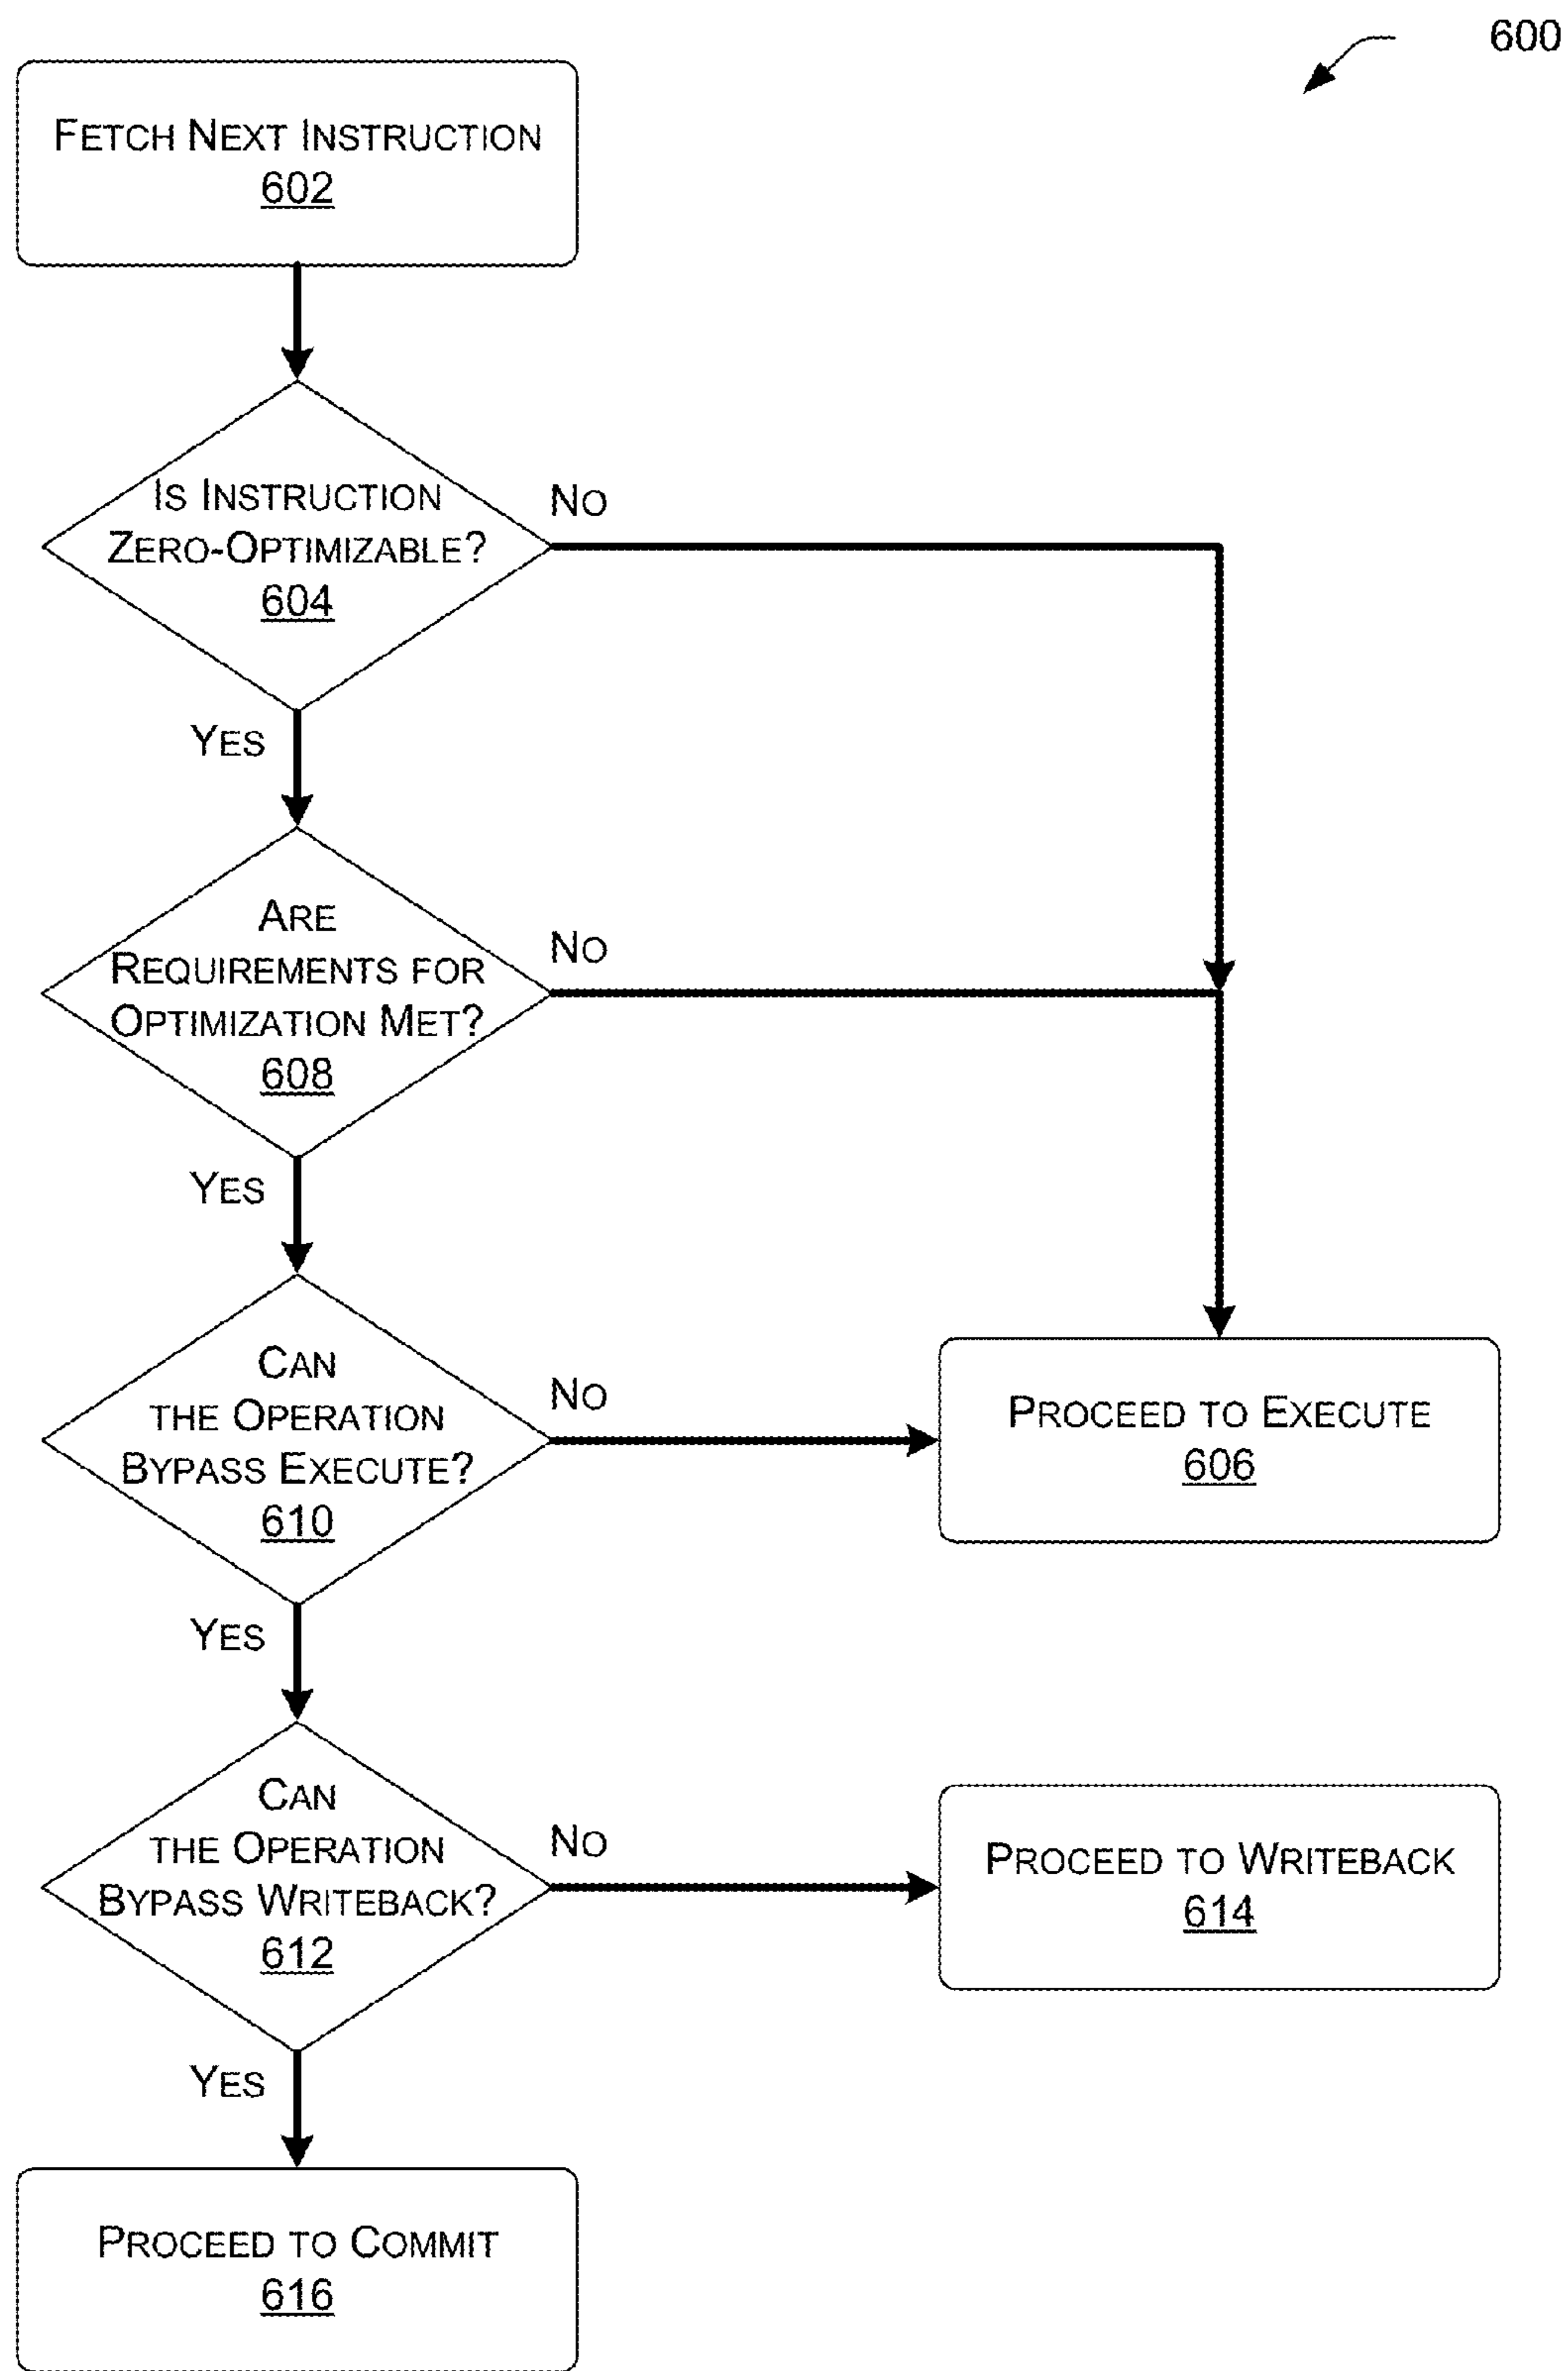 600
FETCH NEXT INSTRUCTION
602
IS INSTRUCTION
ZERO-OPTIMIZABLE?
604
NO
YES
ARE
REQUIREMENTS FOR
OPTIMIZATION MET?
608
NO
YES
CAN
THE OPERATION
BYPASS EXECUTE?
610
NO
PROCEED TO EXECUTE
606
YES
CAN
THE OPERATION
BYPASS WRITEBACK?
612
NO
PROCEED TO WRITEBACK
614
YES
PROCEED TO COMMIT
616